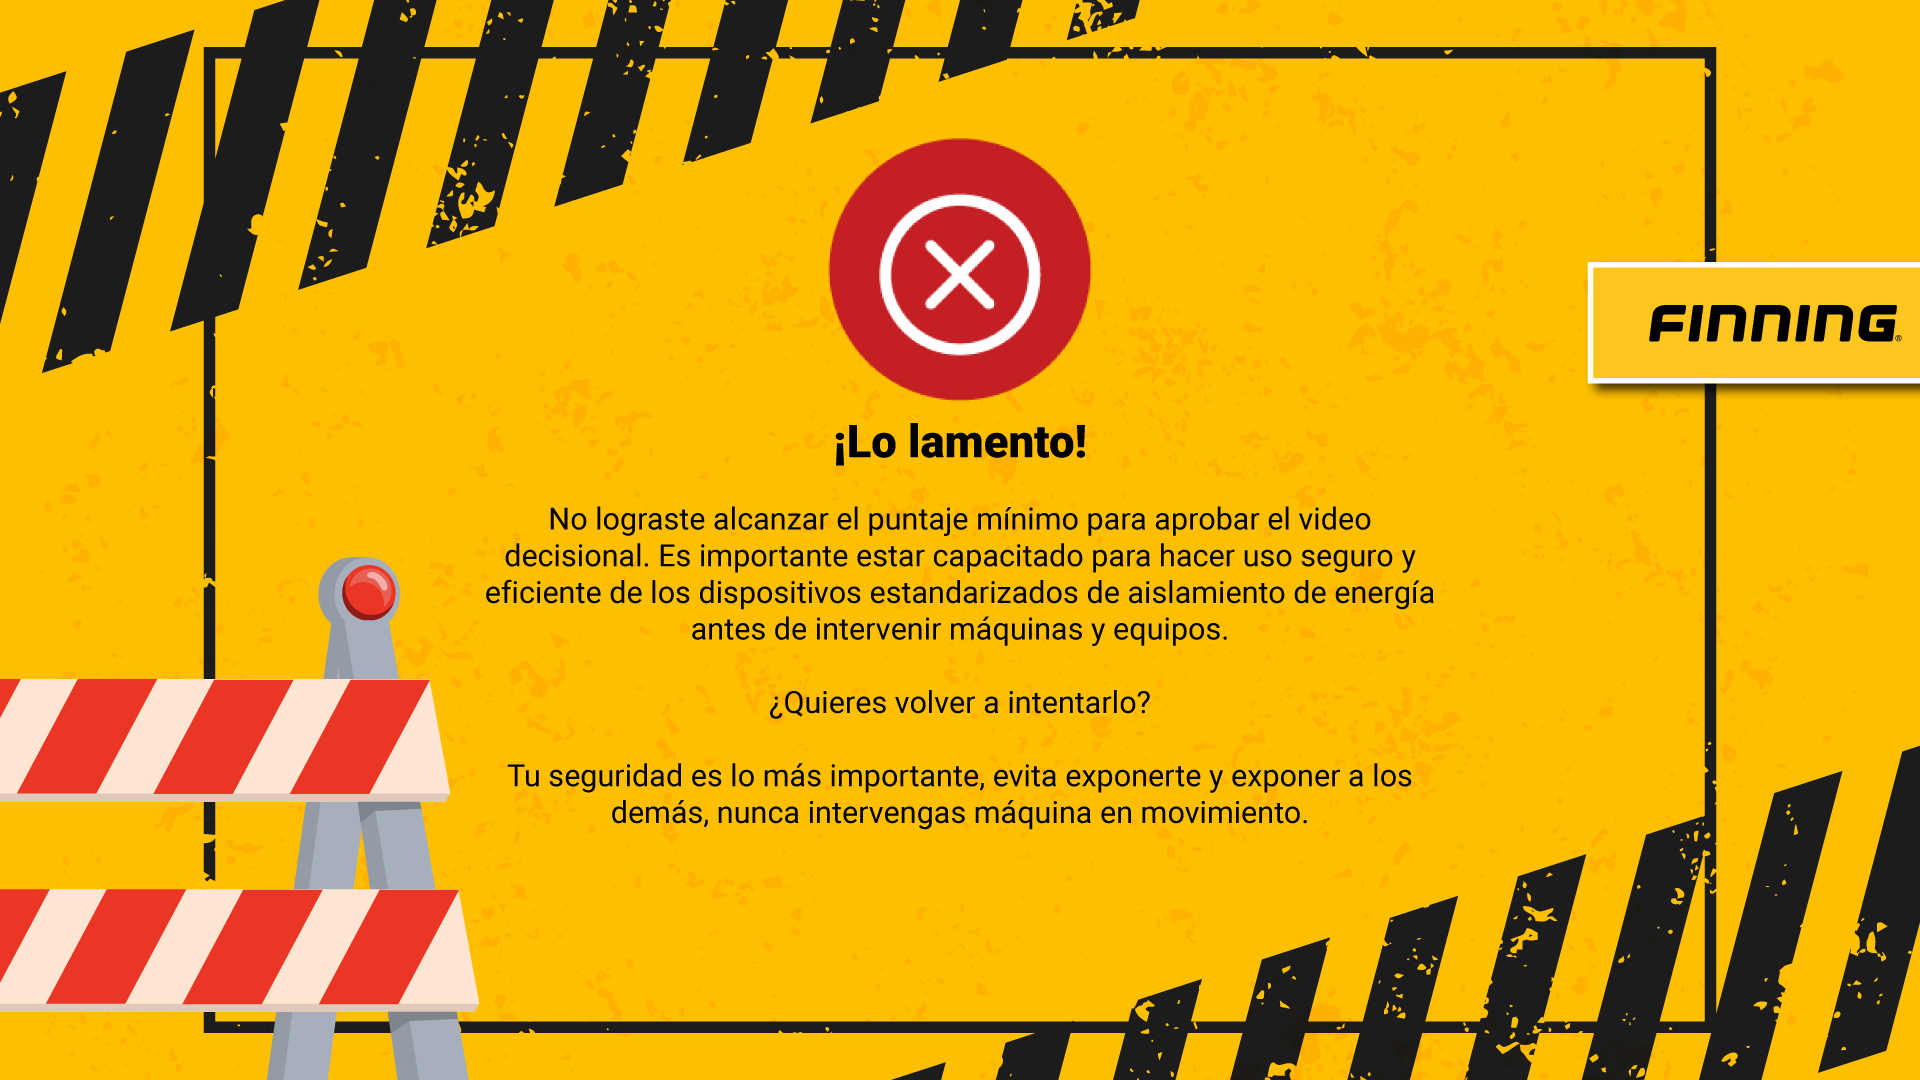 FINNING®
¡Lo lamento!
No lograste alcanzar el puntaje mínimo para aprobar el video
decisional. Es importante estar capacitado para hacer uso seguro y
eficiente de los dispositivos estandarizados de aislamiento de energía
antes de intervenir máquinas y equipos.
¿Quieres volver a intentarlo?
Tu seguridad es lo más importante, evita exponerte y exponer a los
demás, nunca intervengas máquina en movimiento.